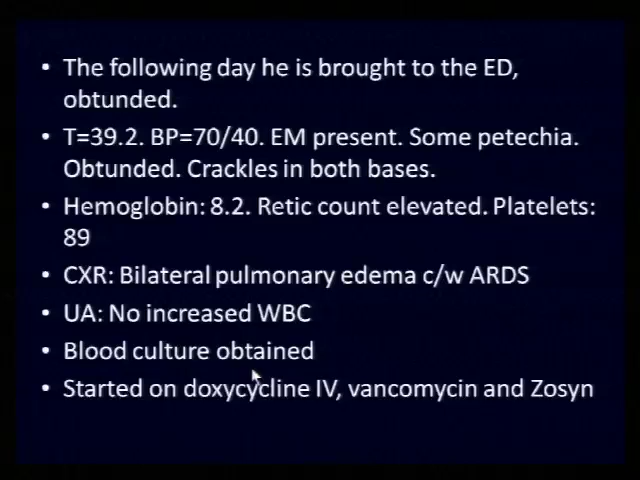 • The following day he is brought to the ED,
obtunded.
• T=39.2. BP=70/40. EM present. Some petechia.
Obtunded. Crackles in both bases.
• Hemoglobin: 8.2. Retic count elevated. Platelets:
89
• CXR: Bilateral pulmonary edema c/w ARDS
• UA: No increased WBC
• Blood culture obtained
• Started on doxycycline IV, vancomycin and Zosyn